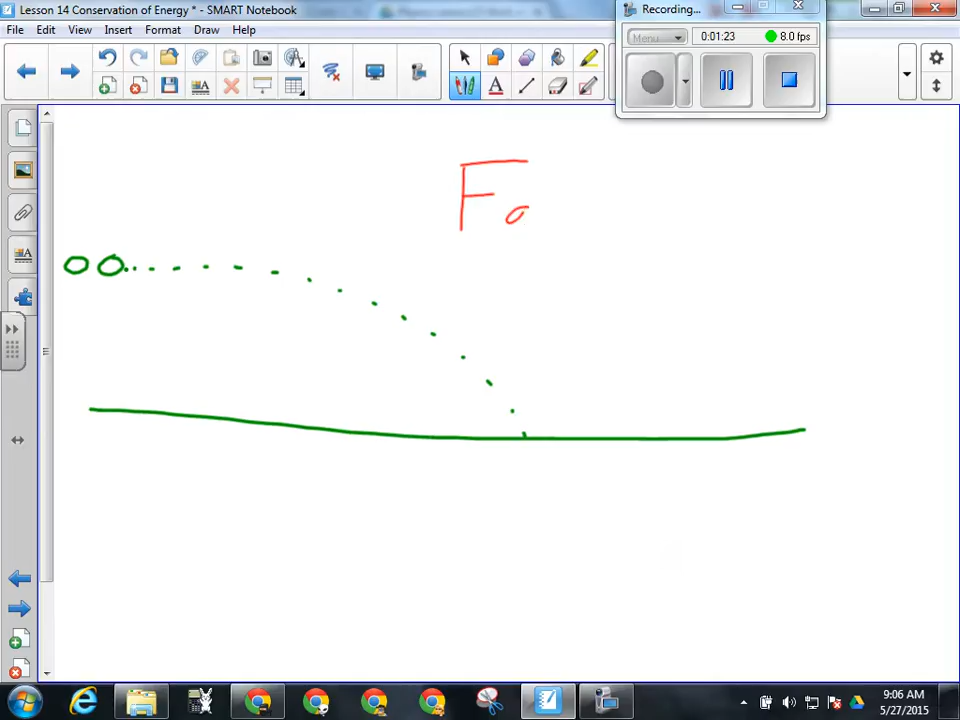 Lesson 14 Conservation of Energy * - SMART Notebook
Recording...
File Edit View Insert Format Draw Help
Menu 0:01:23 8.0 fps
Fo
9:06 AM
5/27/2015